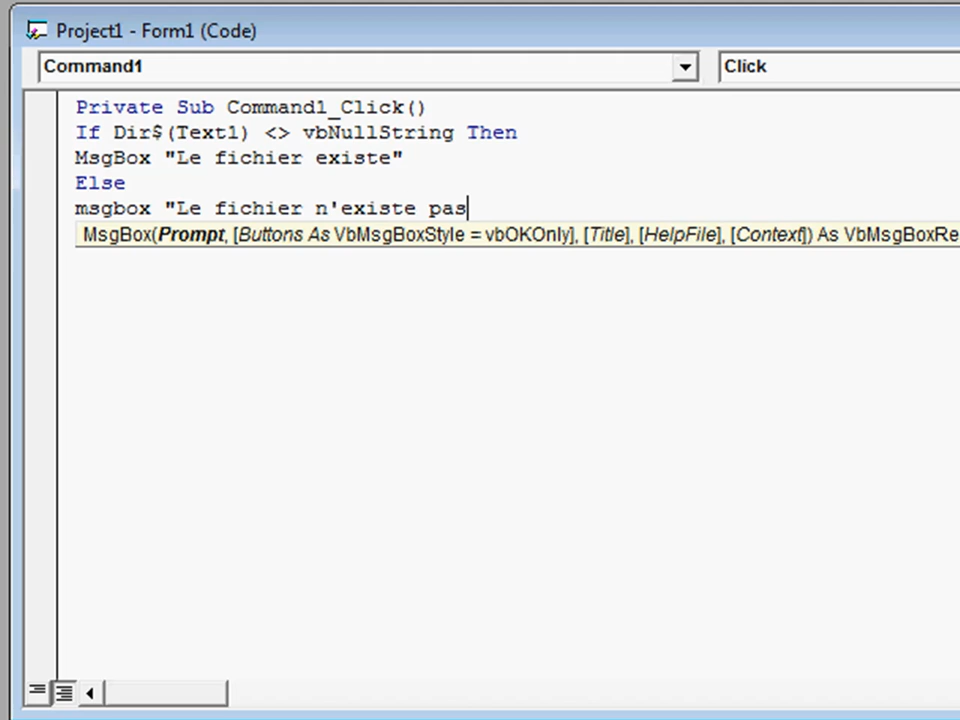 Project1 - Form1 (Code)
Command1 Click
Private Sub Command1_Click()
If Dir$(Text1) <> vbNullString Then
MsgBox "Le fichier existe"
Else
msgbox "Le fichier n'existe pas
MsgBox(Prompt, [Buttons As VbMsgBoxStyle = vbOKOnly], [Title], [HelpFile], [Context]) As VbMsgBoxRe